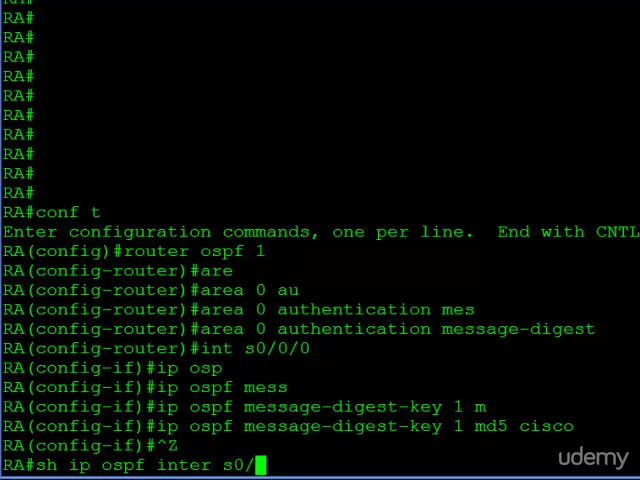 RA#
RA#
RA#
RA#
RA#
RA#
RA#
RA#
RA#
RA#
RA#
RA#conf t
Enter configuration commands, one per line.  End with CNTL
RA(config)#router ospf 1
RA(config-router)#are
RA(config-router)#area 0 au
RA(config-router)#area 0 authentication mes
RA(config-router)#area 0 authentication message-digest
RA(config-router)#int s0/0/0
RA(config-if)#ip osp
RA(config-if)#ip ospf mess
RA(config-if)#ip ospf message-digest-key 1 m
RA(config-if)#ip ospf message-digest-key 1 md5 cisco
RA(config-if)#^Z
RA#sh ip ospf inter s0/
udemy